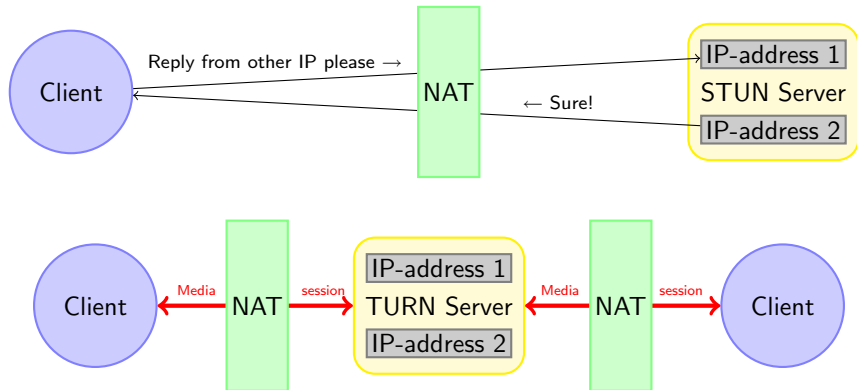 Reply from other IP please →
Client
NAT
← Sure!
IP-address 1
STUN Server
IP-address 2
Client
Media
NAT
session
IP-address 1
TURN Server
IP-address 2
Media
NAT
session
Client